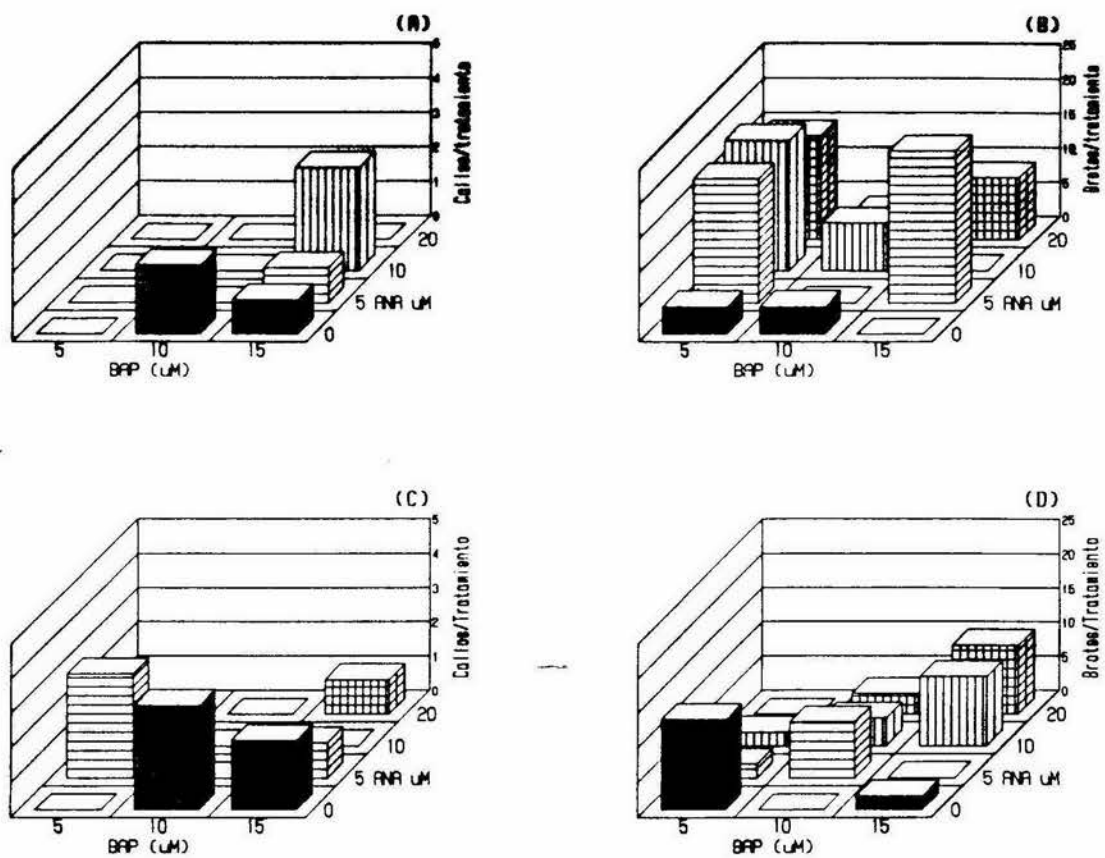 (A)
5
4
3
2
1
0
Callos/tratamiento
20
10
5 ANA uM
0
5 10 15
BAP (uM)
(B)
25
20
15
10
5
0
Brotes/tratamiento
20
10
5 ANA uM
0
5 10 15
BAP (uM)
(C)
5
4
3
2
1
0
Callos/Tratamiento
20
10
5 ANA uM
0
5 10 15
BAP (uM)
(D)
25
20
15
10
5
0
Brotes/Tratamiento
20
10
5 ANA uM
0
5 10 15
BAP (uM)